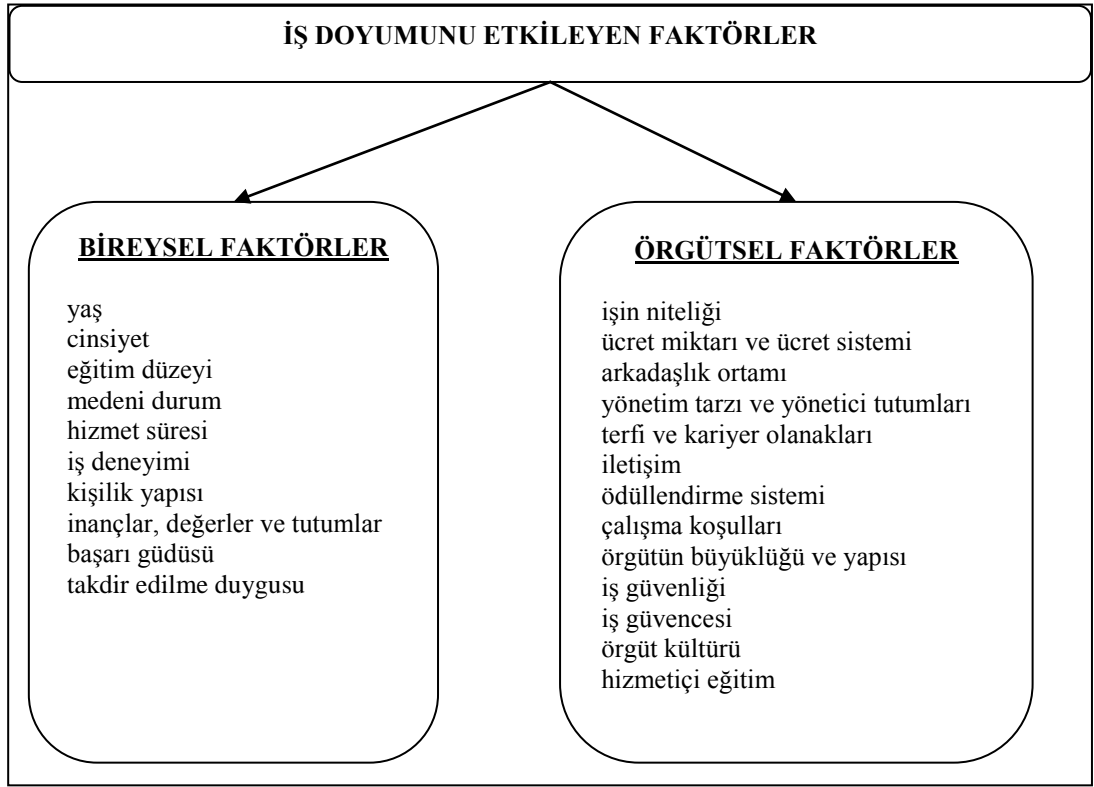 İŞ DOYUMUNU ETKİLEYEN FAKTÖRLER
BİREYSEL FAKTÖRLER
yaş
cinsiyet
eğitim düzeyi
medeni durum
hizmet süresi
iş deneyimi
kişilik yapısı
inançlar, değerler ve tutumlar
başarı güdüsü
takdir edilme duygusu
ÖRGÜTSEL FAKTÖRLER
işin niteliği
ücret miktarı ve ücret sistemi
arkadaşlık ortamı
yönetim tarzı ve yönetici tutumları
terfi ve kariyer olanakları
iletişim
ödüllendirme sistemi
çalışma koşulları
örgütün büyüklüğü ve yapısı
iş güvenliği
iş güvencesi
örgüt kültürü
hizmetiçi eğitim